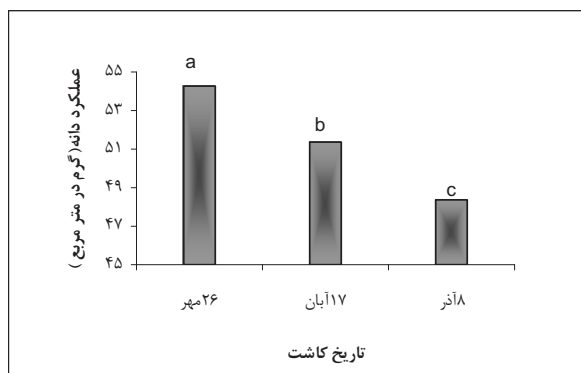 عملکرد دانه(گرم در متر مربع)
۵۵
۵۳
۵۱
۴۹
۴۷
۴۵
a
b
c
۲۶مهر
۱۷آبان
۸آذر
تاریخ کاشت